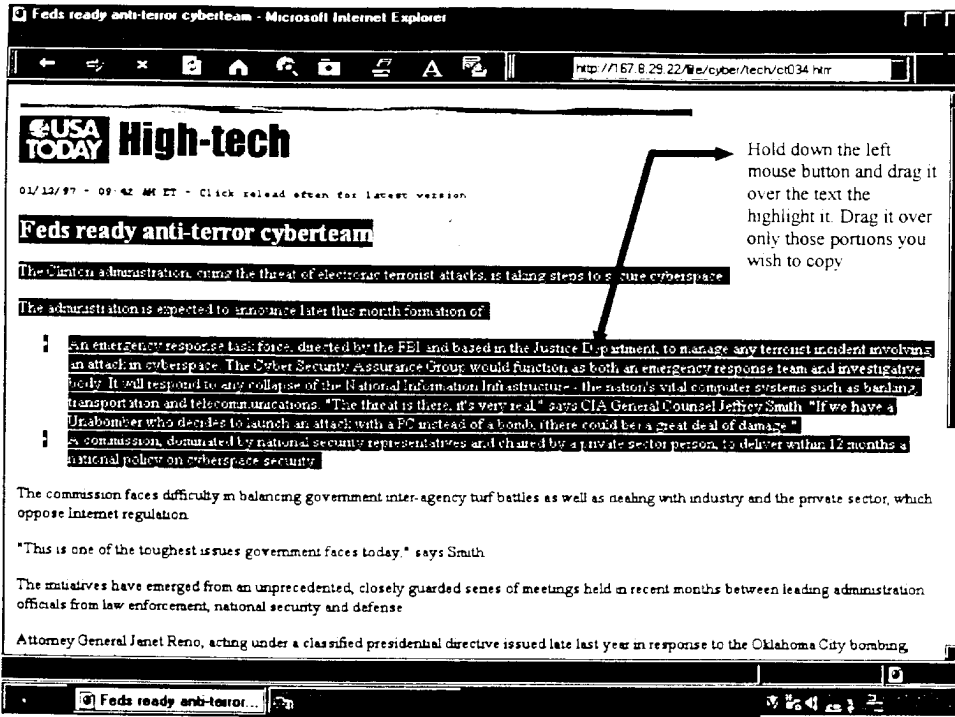 Feds ready anti-terror cyberteam - Microsoft Internet Explorer
A
http://167.8.29.22/file/cyber/tech/ct034.htm
USA
TODAY High-tech
Hold down the left
mouse button and drag it
over the text the
highlight it. Drag it over
only those portions you
wish to copy
AM ET - Click reload often for latest version
Feds ready anti-terror cyberteam
The Clinton administration, citing the threat of electronic terrorist attacks, is taking steps to secure cyberspace.
The administration is expected to announce later this month formation of
An emergency response task force, directed by the FBI and based in the Justice Department, to manage any terrorist incident involving
an attack in cyberspace. The Cyber Security Assurance Group would function as both an emergency response team and investigative
body. It will respond to any collapse of the National Information Infrastructure - the nation's vital computer systems such as banking,
transportation and telecommunications. "The threat is there, it's very real," says CIA General Counsel Jeffrey Smith. "If we have a
Unabomber who decides to launch an attack with a PC instead of a bomb, (there could be) a great deal of damage."
A commission, dominated by national security representatives and chaired by a private sector person, to deliver within 12 months a
national policy on cyberspace security.
The commission faces difficulty in balancing government inter-agency turf battles as well as dealing with industry and the private sector, which
oppose Internet regulation.
"This is one of the toughest issues government faces today," says Smith
The initiatives have emerged from an unprecedented, closely guarded series of meetings held in recent months between leading administration
officials from law enforcement, national security and defense
Attorney General Janet Reno, acting under a classified presidential directive issued late last year in response to the Oklahoma City bombing,
Feds ready anti-terror...